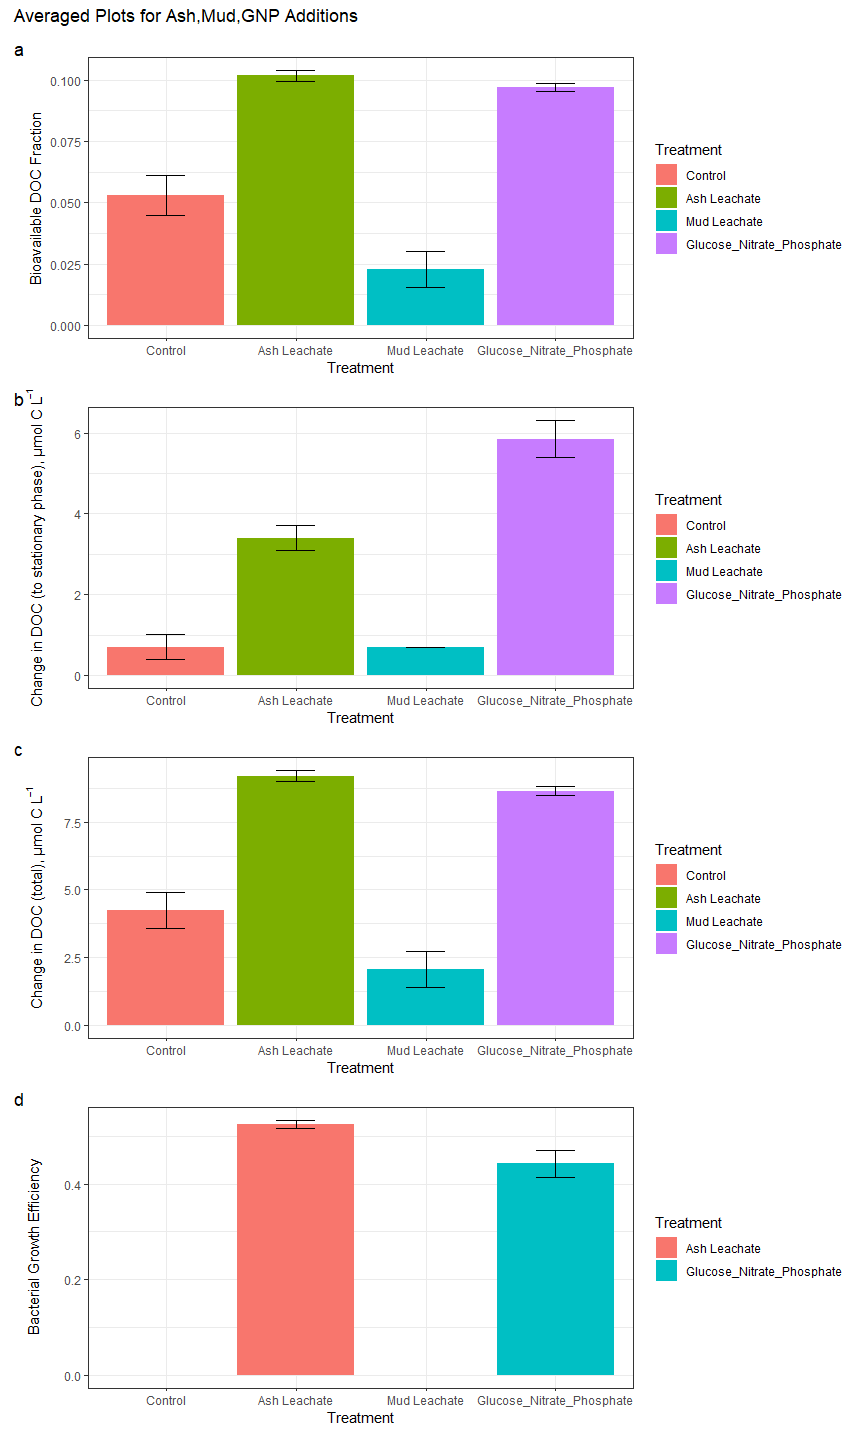 Averaged Plots for Ash,Mud,GNP Additions
a
Bioavailable DOC Fraction
0.100
0.075
0.050
0.025
0.000
Control Ash Leachate Mud Leachate Glucose_Nitrate_Phosphate
Treatment
Treatment
Control
Ash Leachate
Mud Leachate
Glucose_Nitrate_Phosphate
b
Change in DOC (to stationary phase), μmol C L⁻¹
6
4
2
0
Control Ash Leachate Mud Leachate Glucose_Nitrate_Phosphate
Treatment
Treatment
Control
Ash Leachate
Mud Leachate
Glucose_Nitrate_Phosphate
c
Change in DOC (total), μmol C L⁻¹
7.5
5.0
2.5
0.0
Control Ash Leachate Mud Leachate Glucose_Nitrate_Phosphate
Treatment
Treatment
Control
Ash Leachate
Mud Leachate
Glucose_Nitrate_Phosphate
d
Bacterial Growth Efficiency
0.4
0.2
0.0
Control Ash Leachate Mud Leachate Glucose_Nitrate_Phosphate
Treatment
Treatment
Ash Leachate
Glucose_Nitrate_Phosphate